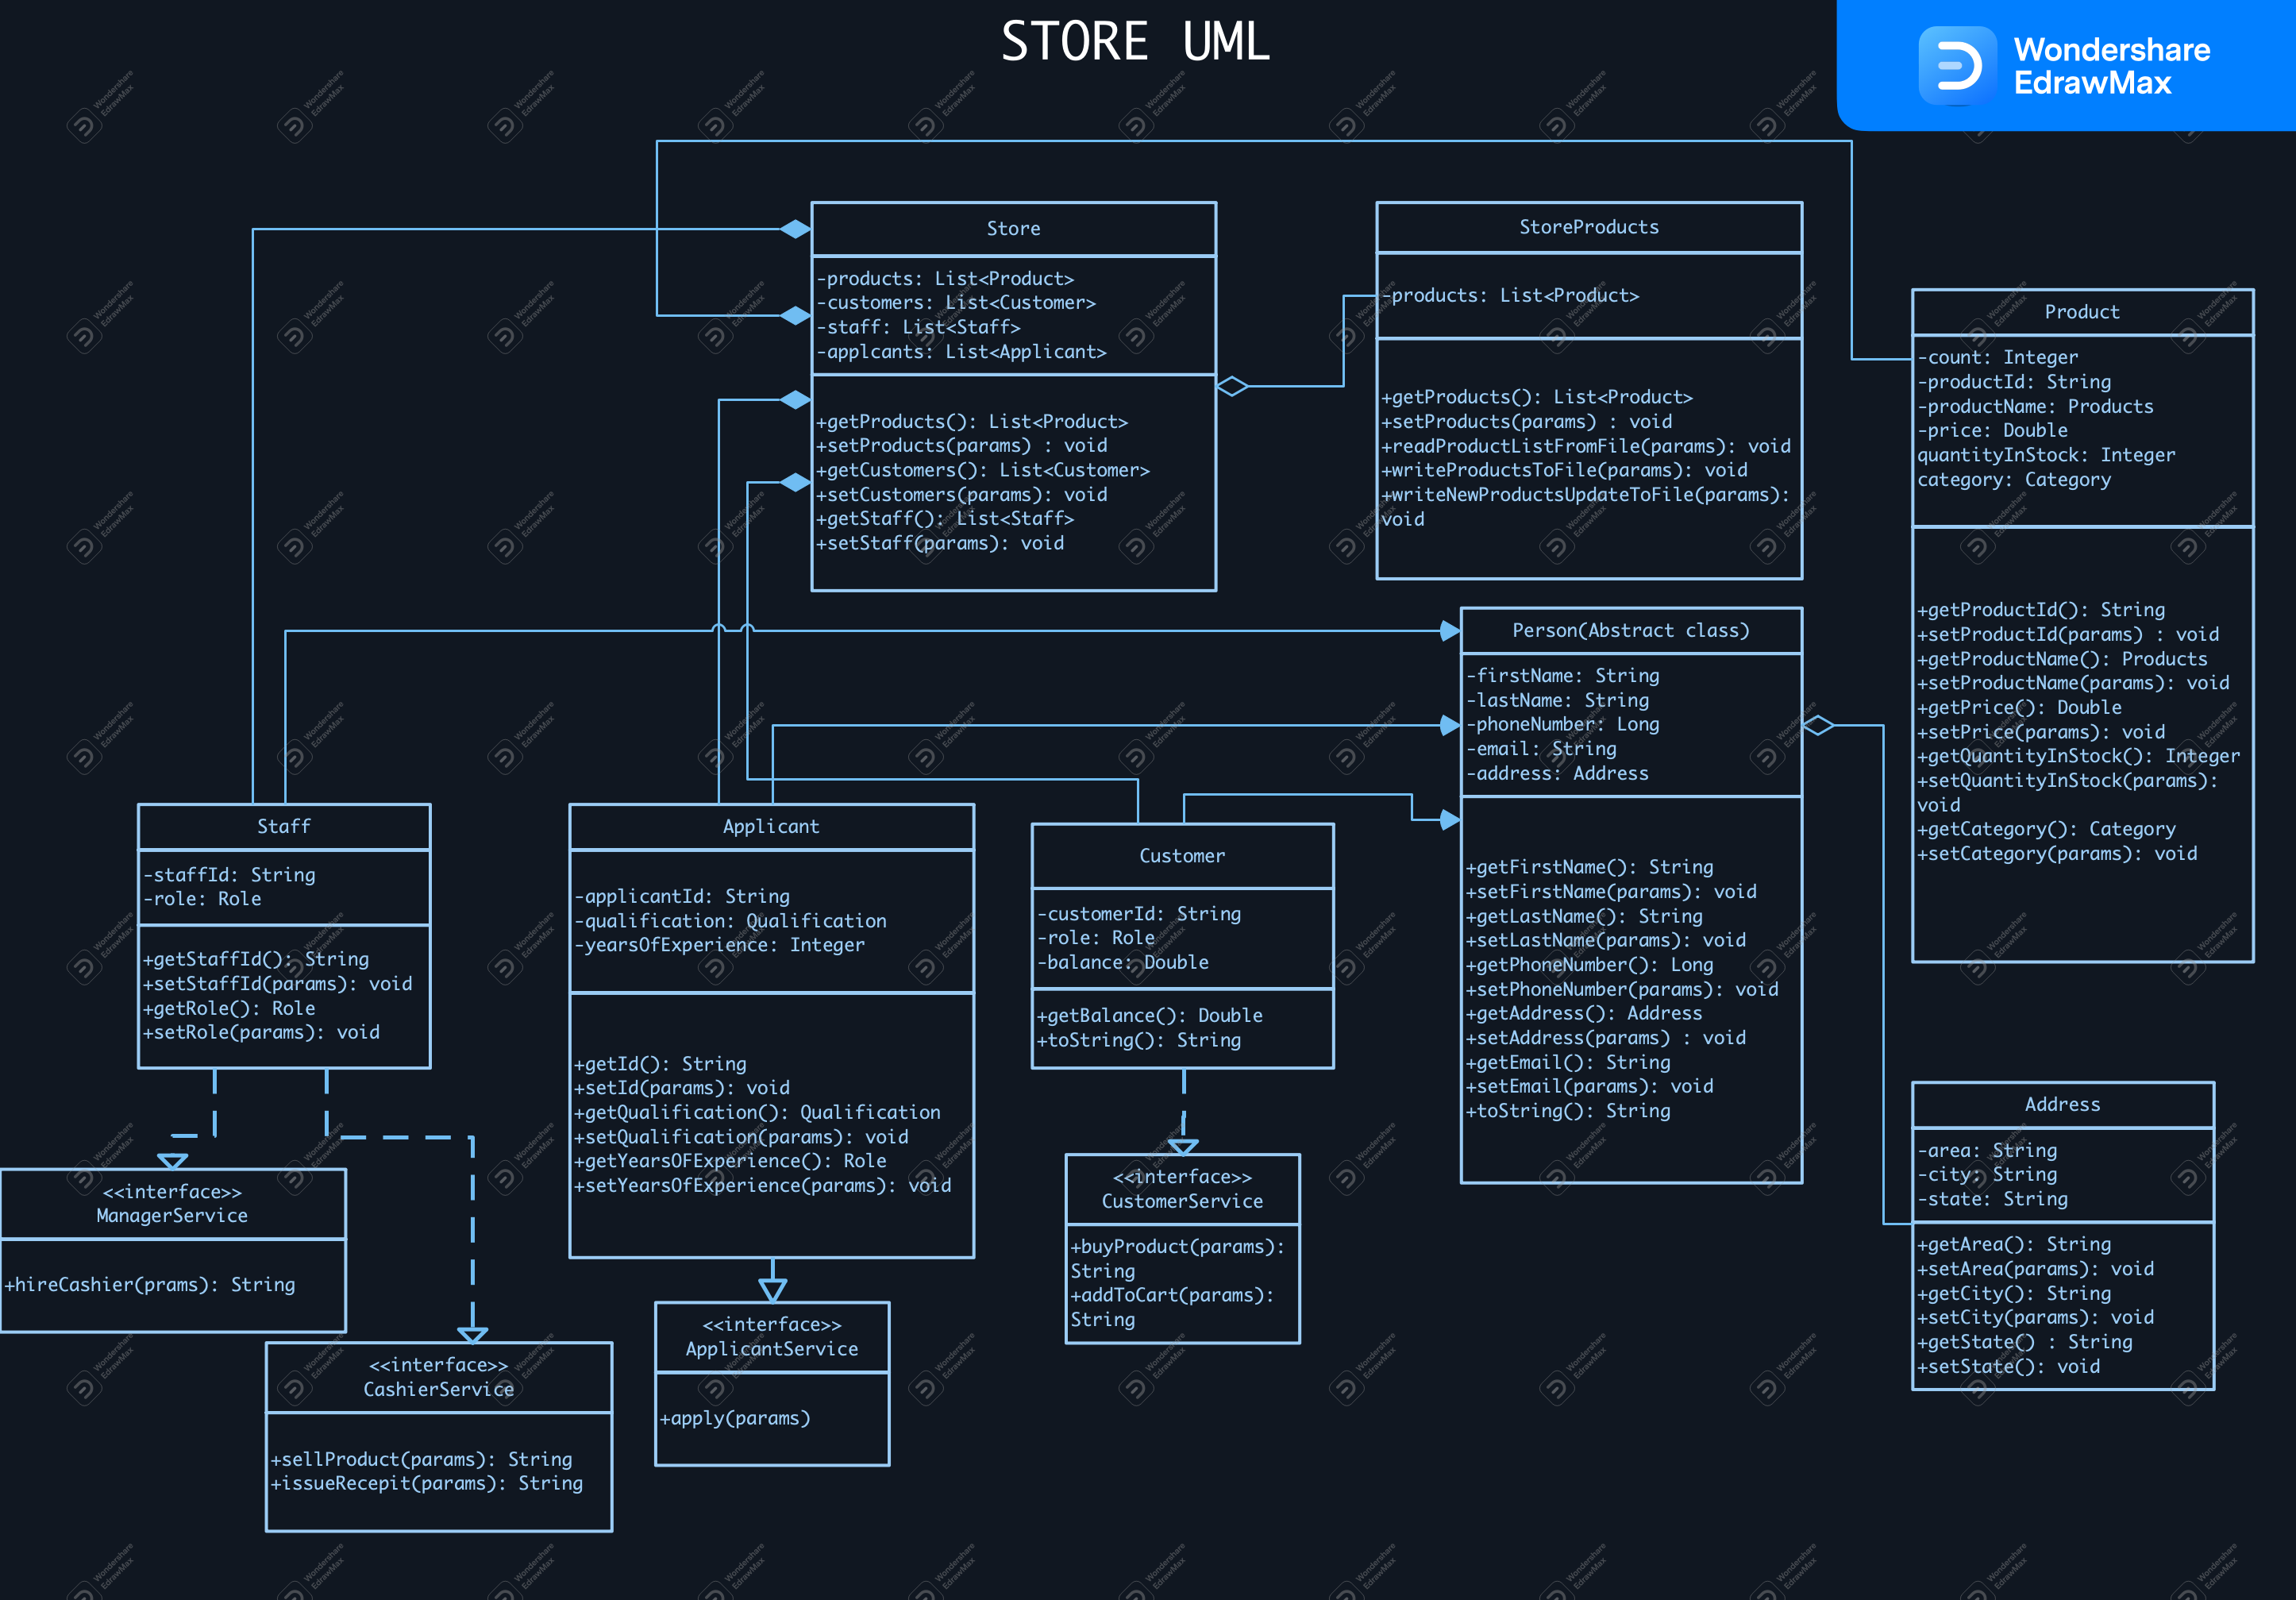 STORE UML
Wondershare
EdrawMax
Store
-products: List<Product>
-customers: List<Customer>
-staff: List<Staff>
-applcants: List<Applicant>
+getProducts(): List<Product>
+setProducts(params) : void
+getCustomers(): List<Customer>
+setCustomers(params): void
+getStaff(): List<Staff>
+setStaff(params): void
StoreProducts
-products: List<Product>
+getProducts(): List<Product>
+setProducts(params) : void
+readProductListFromFile(params): void
+writeProductsToFile(params): void
+writeNewProductsUpdateToFile(params):
void
Product
-count: Integer
-productId: String
-productName: Products
-price: Double
quantityInStock: Integer
category: Category
+getProductId(): String
+setProductId(params) : void
+getProductName(): Products
+setProductName(params): void
+getPrice(): Double
+setPrice(params): void
+getQuantityInStock(): Integer
+setQuantityInStock(params):
void
+getCategory(): Category
+setCategory(params): void
Person(Abstract class)
-firstName: String
-lastName: String
-phoneNumber: Long
-email: String
-address: Address
+getFirstName(): String
+setFirstName(params): void
+getLastName(): String
+setLastName(params): void
+getPhoneNumber(): Long
+setPhoneNumber(params): void
+getAddress(): Address
+setAddress(params) : void
+getEmail(): String
+setEmail(params): void
+toString(): String
Staff
-staffId: String
-role: Role
+getStaffId(): String
+setStaffId(params): void
+getRole(): Role
+setRole(params): void
Applicant
-applicantId: String
-qualification: Qualification
-yearsOfExperience: Integer
+getId(): String
+setId(params): void
+getQualification(): Qualification
+setQualification(params): void
+getYearsOFExperience(): Role
+setYearsOfExperience(params): void
Customer
-customerId: String
-role: Role
-balance: Double
+getBalance(): Double
+toString(): String
Address
-area: String
-city: String
-state: String
+getArea(): String
+setArea(params): void
+getCity(): String
+setCity(params): void
+getState() : String
+setState(): void
<<interface>>
ManagerService
+hireCashier(prams): String
<<interface>>
CashierService
+sellProduct(params): String
+issueRecepit(params): String
<<interface>>
ApplicantService
+apply(params)
<<interface>>
CustomerService
+buyProduct(params):
String
+addToCart(params):
String